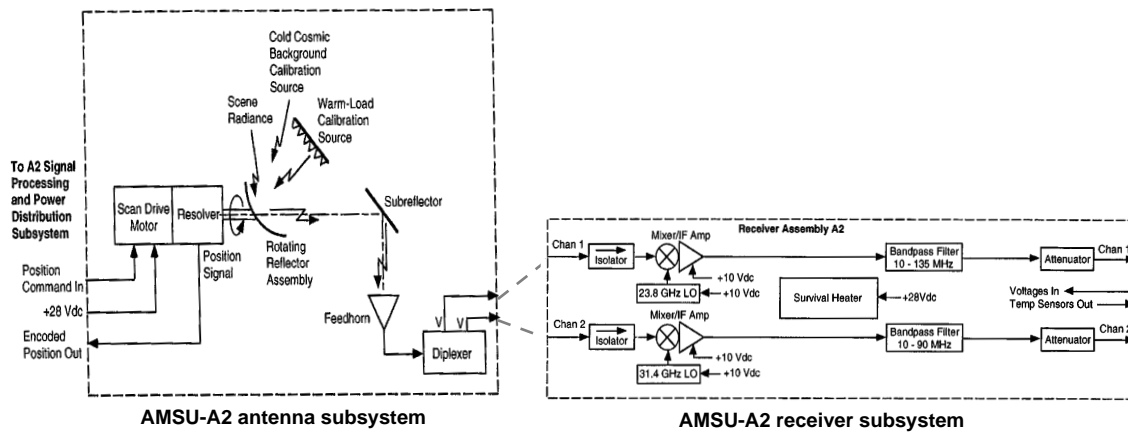 Cold Cosmic
Background
Calibration
Source
Scene
Radiance
Warm-Load
Calibration
Source
To A2 Signal
Processing
and Power
Distribution
Subsystem
Scan Drive
Motor
Resolver
Position
Signal
Rotating
Reflector
Assembly
Subreflector
Position
Command In
+28 Vdc
Encoded
Position Out
Feedhorn
V
V
Diplexer
AMSU-A2 antenna subsystem
Receiver Assembly A2
Chan 1
Isolator
Mixer/IF Amp
+10 Vdc
23.8 GHz LO
+10 Vdc
Bandpass Filter
10 - 135 MHz
Attenuator
Chan 1
Survival Heater
+28Vdc
Voltages In
Temp Sensors Out
Chan 2
Isolator
Mixer/IF Amp
+10 Vdc
31.4 GHz LO
+10 Vdc
Bandpass Filter
10 - 90 MHz
Attenuator
Chan 2
AMSU-A2 receiver subsystem